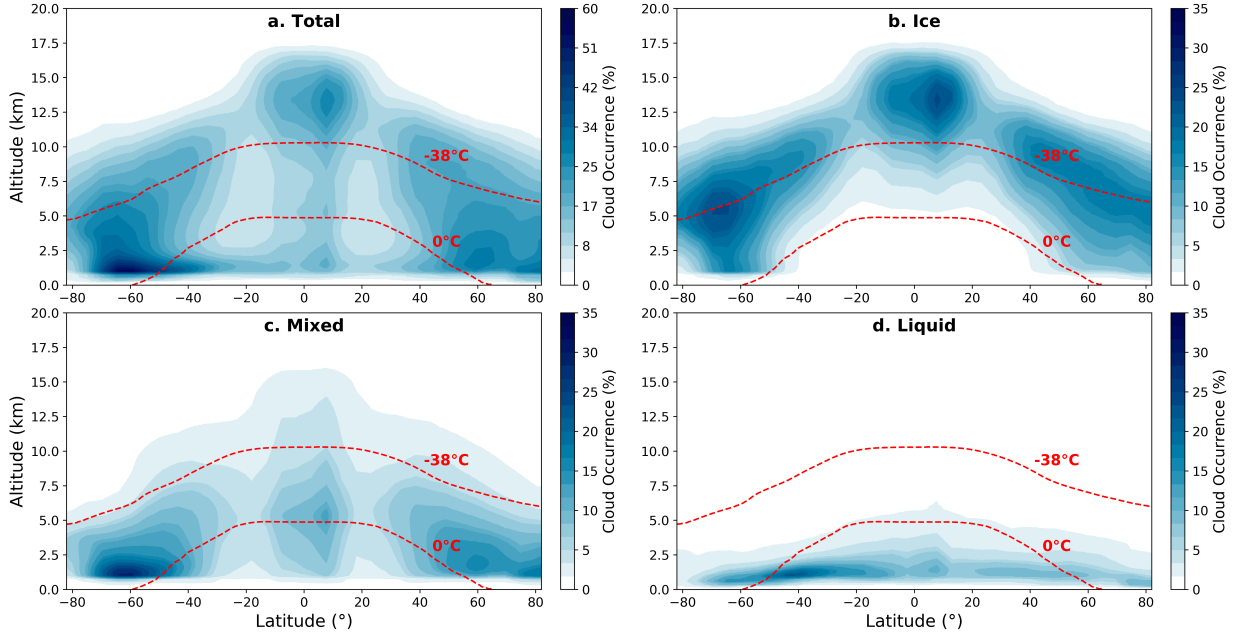 a. Total
Altitude (km)
20.0
17.5
15.0
12.5
10.0
7.5
5.0
2.5
0.0
-38°C
0°C
−80 −60 −40 −20 0 20 40 60 80
60
51
42
34
25
17
8
0
Cloud Occurrence (%)
b. Ice
20.0
17.5
15.0
12.5
10.0
7.5
5.0
2.5
0.0
-38°C
0°C
−80 −60 −40 −20 0 20 40 60 80
35
30
25
20
15
10
5
0
Cloud Occurrence (%)
c. Mixed
Altitude (km)
20.0
17.5
15.0
12.5
10.0
7.5
5.0
2.5
0.0
-38°C
0°C
−80 −60 −40 −20 0 20 40 60 80
Latitude (°)
35
30
25
20
15
10
5
0
Cloud Occurrence (%)
d. Liquid
20.0
17.5
15.0
12.5
10.0
7.5
5.0
2.5
0.0
-38°C
0°C
−80 −60 −40 −20 0 20 40 60 80
Latitude (°)
35
30
25
20
15
10
5
0
Cloud Occurrence (%)